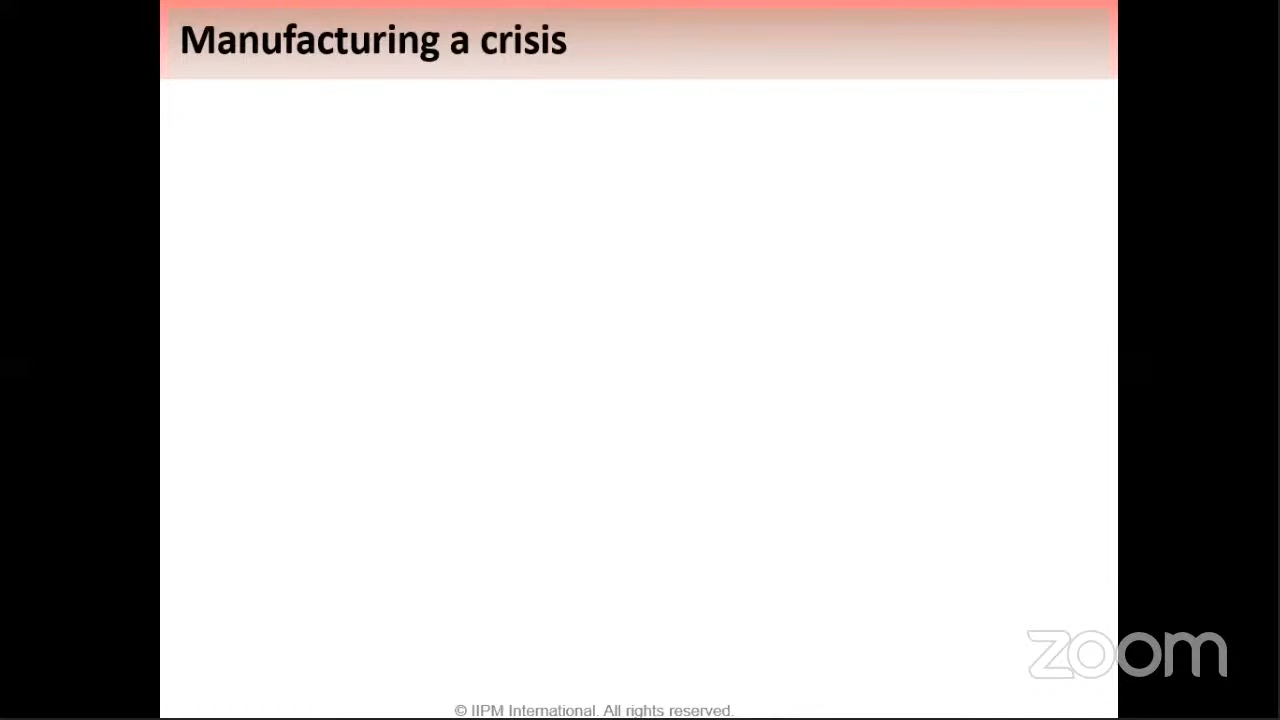 Manufacturing a crisis
zoom
© IIPM International. All rights reserved.